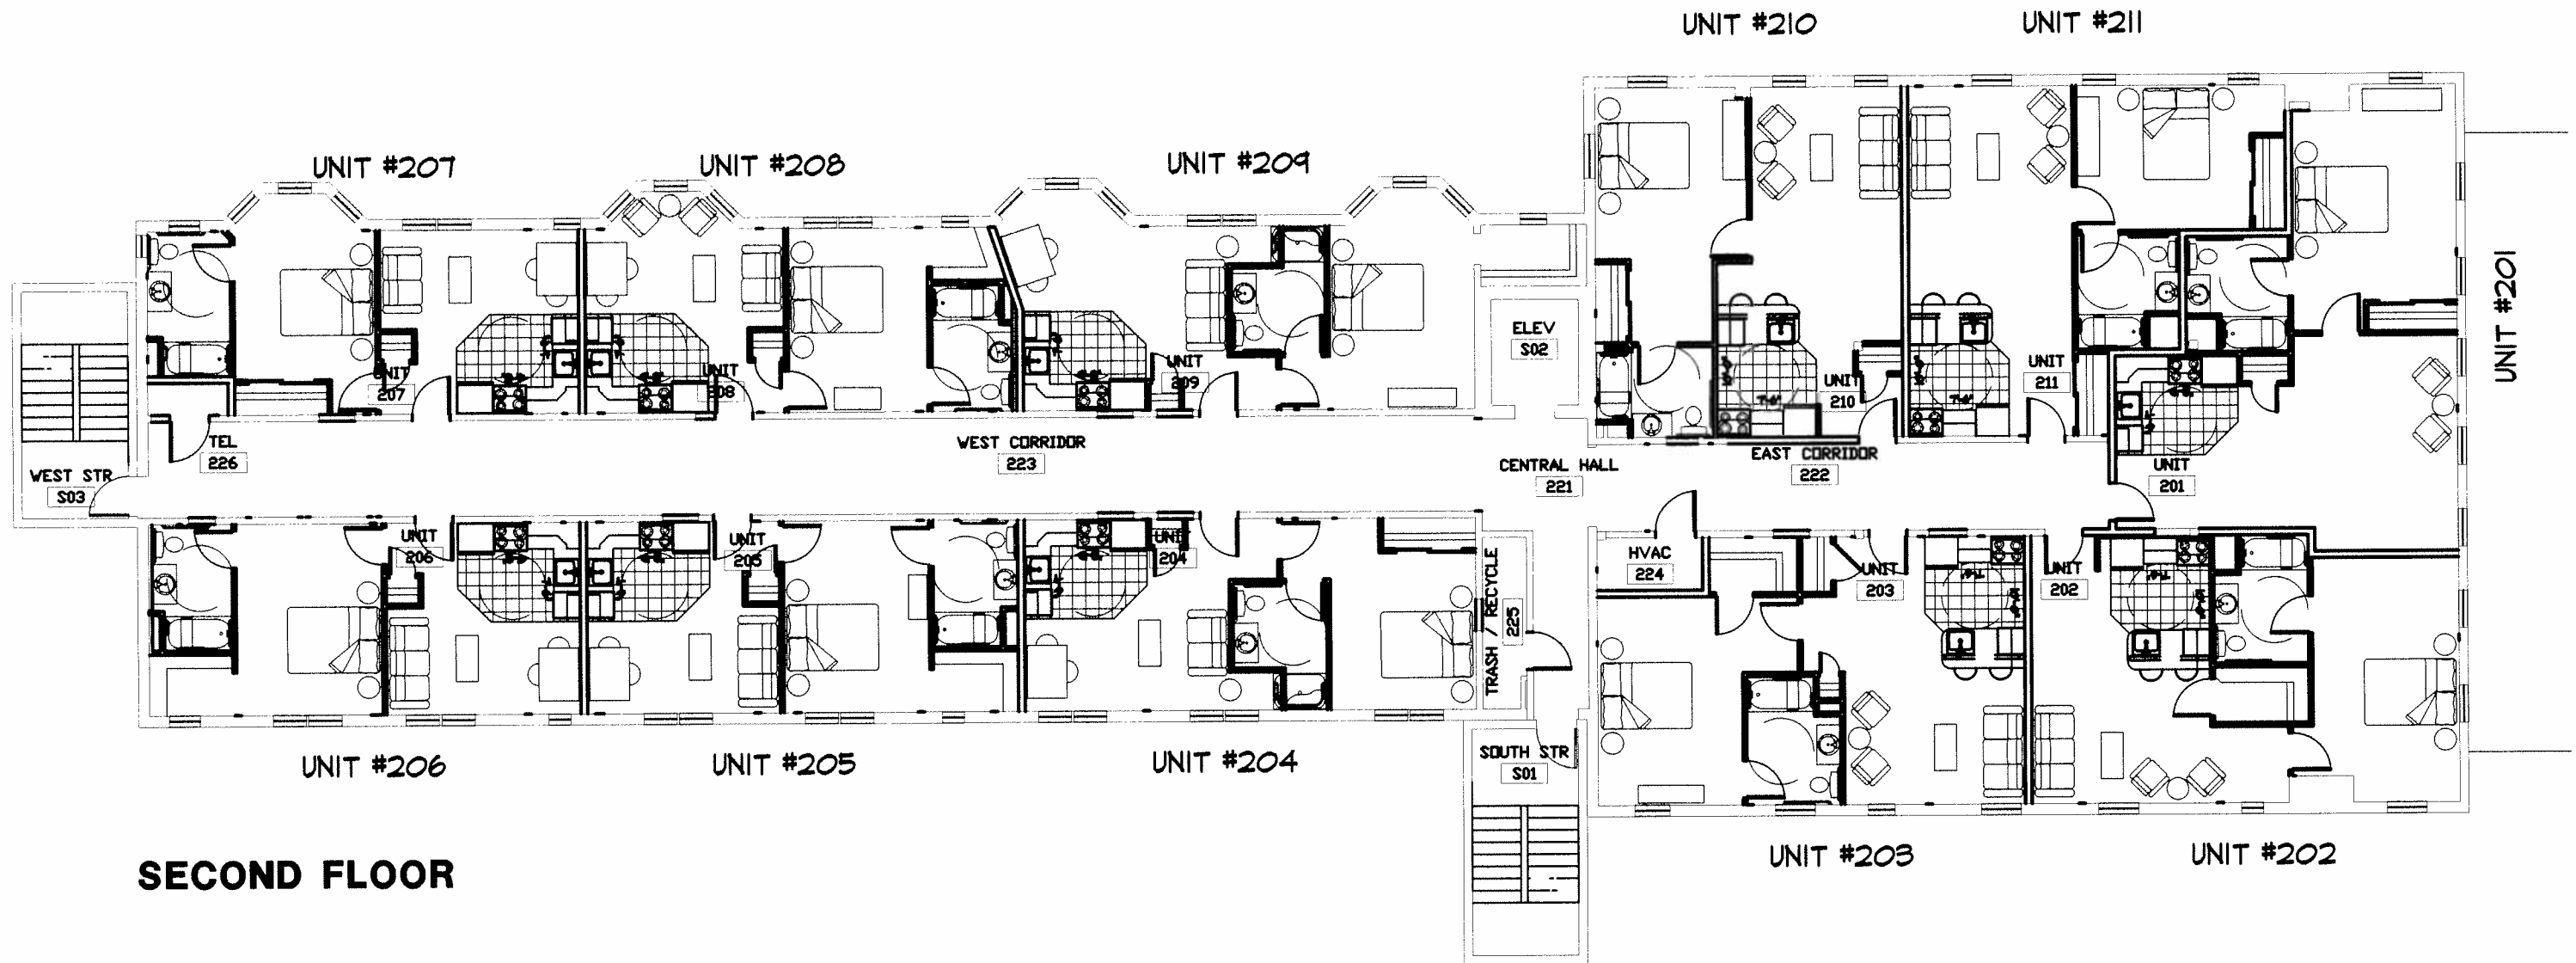 UNIT #210
UNIT #211
UNIT #207
UNIT #208
UNIT #209
UNIT #201
ELEV
S02
UNIT
207
UNIT
208
UNIT
209
UNIT
210
UNIT
211
TEL
226
WEST CORRIDOR
223
CENTRAL HALL
221
EAST CORRIDOR
222
UNIT
201
WEST STR
S03
UNIT
206
UNIT
205
UNIT
204
TRASH / RECYCLE
225
HVAC
224
UNIT
203
UNIT
202
UNIT #206
UNIT #205
UNIT #204
SOUTH STR
S01
UNIT #203
UNIT #202
SECOND FLOOR